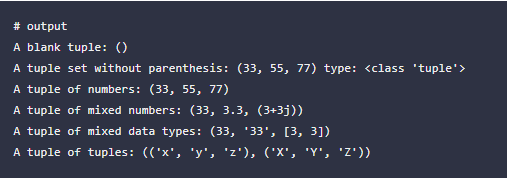 # output
A blank tuple: ()
A tuple set without parenthesis: (33, 55, 77) type: <class 'tuple'>
A tuple of numbers: (33, 55, 77)
A tuple of mixed numbers: (33, 3.3, (3+3j))
A tuple of mixed data types: (33, '33', [3, 3])
A tuple of tuples: (('x', 'y', 'z'), ('X', 'Y', 'Z'))